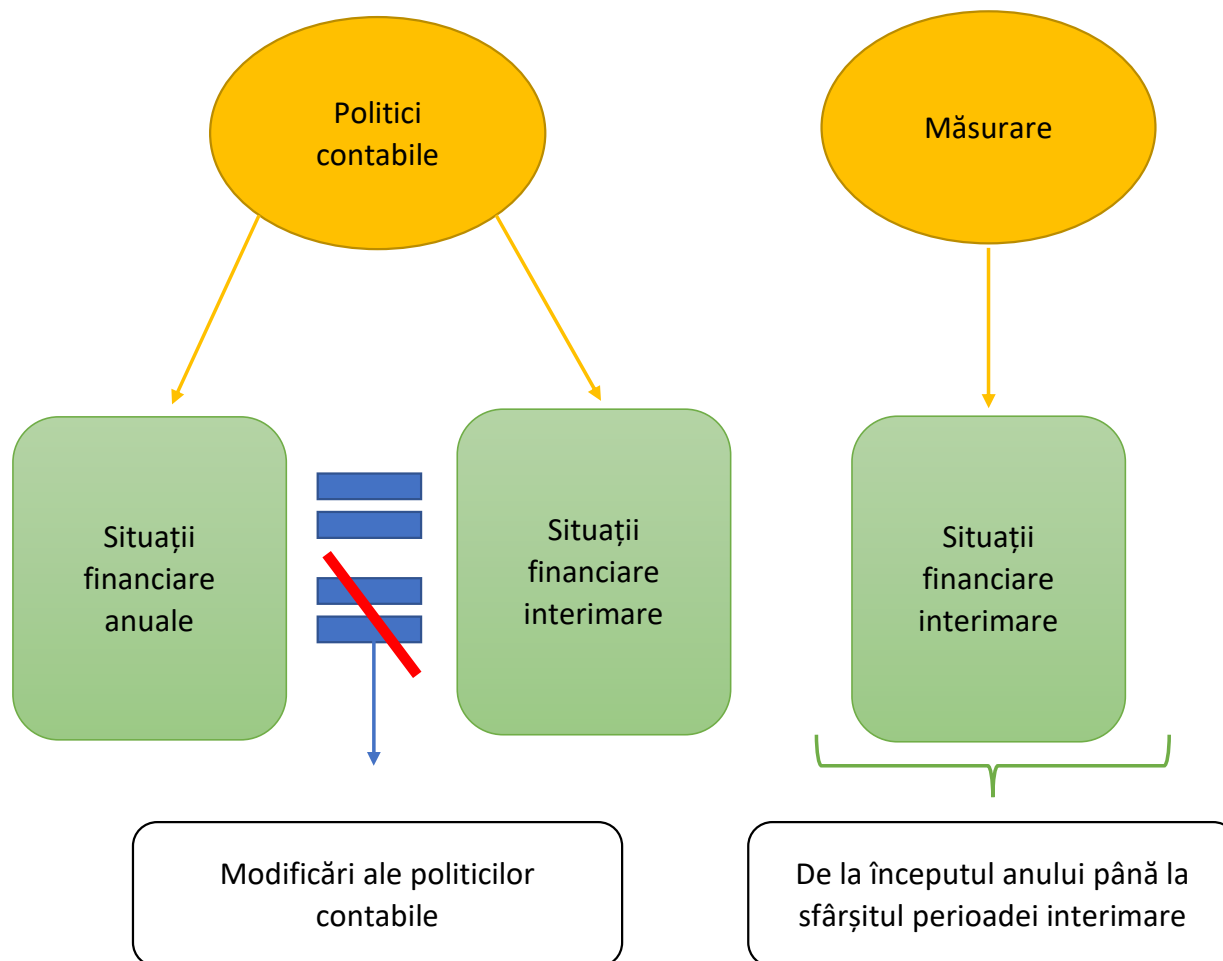 Politici
contabile
Măsurare
Situații
financiare
anuale
Situații
financiare
interimare
Situații
financiare
interimare
Modificări ale politicilor
contabile
De la începutul anului până la
sfârșitul perioadei interimare